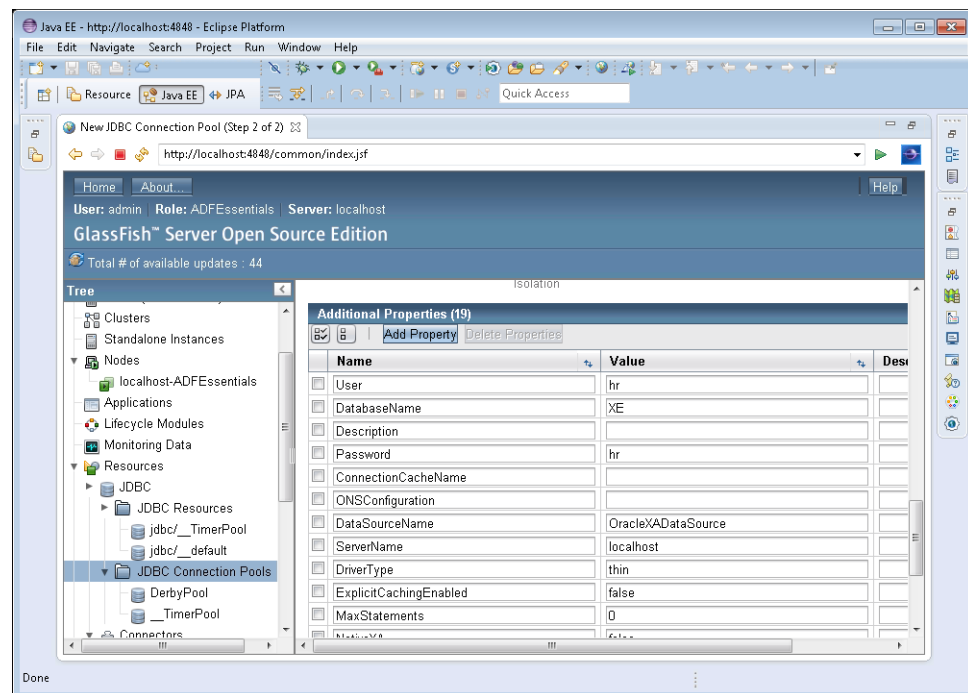 Java EE - http://localhost:4848 - Eclipse Platform
File Edit Navigate Search Project Run Window Help
Resource Java EE JPA Quick Access
New JDBC Connection Pool (Step 2 of 2)
http://localhost:4848/common/index.jsf
Home About... Help
User: admin Role: ADFEssentials Server: localhost
GlassFish™ Server Open Source Edition
Total # of available updates : 44
Tree
Clusters
Standalone Instances
Nodes
localhost-ADFEssentials
Applications
Lifecycle Modules
Monitoring Data
Resources
JDBC
JDBC Resources
jdbc/__TimerPool
jdbc/__default
JDBC Connection Pools
DerbyPool
__TimerPool
Connectors
Isolation
Additional Properties (19)
Add Property Delete Properties
Name Value
User hr
DatabaseName XE
Description
Password hr
ConnectionCacheName
ONSConfiguration
DataSourceName OracleXADataSource
ServerName localhost
DriverType thin
ExplicitCachingEnabled false
MaxStatements 0
NativeXA false
Done